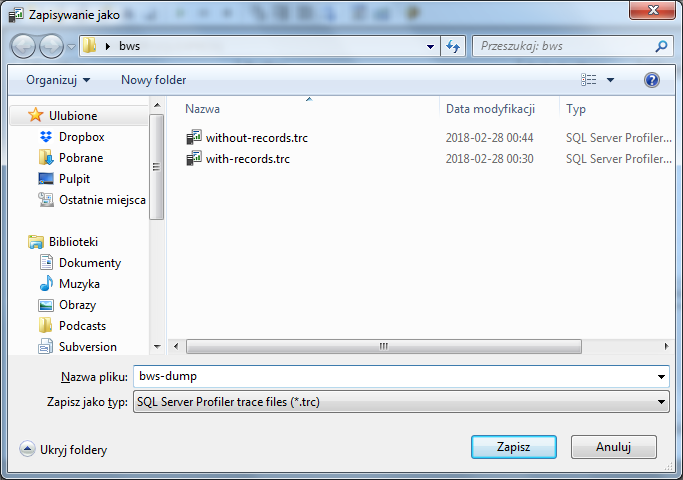 Zapisywanie jako
bws
Przeszukaj: bws
Organizuj
Nowy folder
Ulubione
Dropbox
Pobrane
Pulpit
Ostatnie miejsca
Biblioteki
Dokumenty
Muzyka
Obrazy
Podcasts
Subversion
Nazwa Data modyfikacji Typ
without-records.trc 2018-02-28 00:44 SQL Server Profiler...
with-records.trc 2018-02-28 00:30 SQL Server Profiler...
Nazwa pliku: bws-dump
Zapisz jako typ: SQL Server Profiler trace files (*.trc)
Ukryj foldery
Zapisz
Anuluj